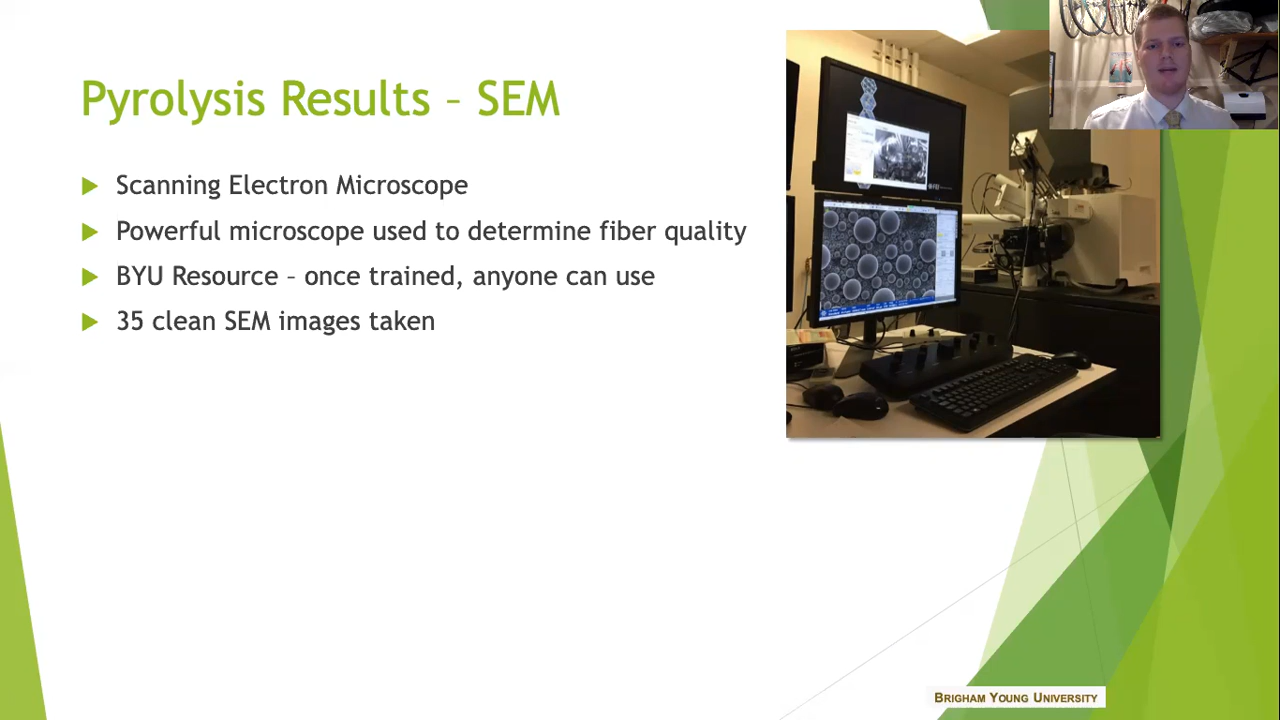 Pyrolysis Results – SEM
Scanning Electron Microscope
Powerful microscope used to determine fiber quality
BYU Resource – once trained, anyone can use
35 clean SEM images taken
FEI
BRIGHAM YOUNG UNIVERSITY